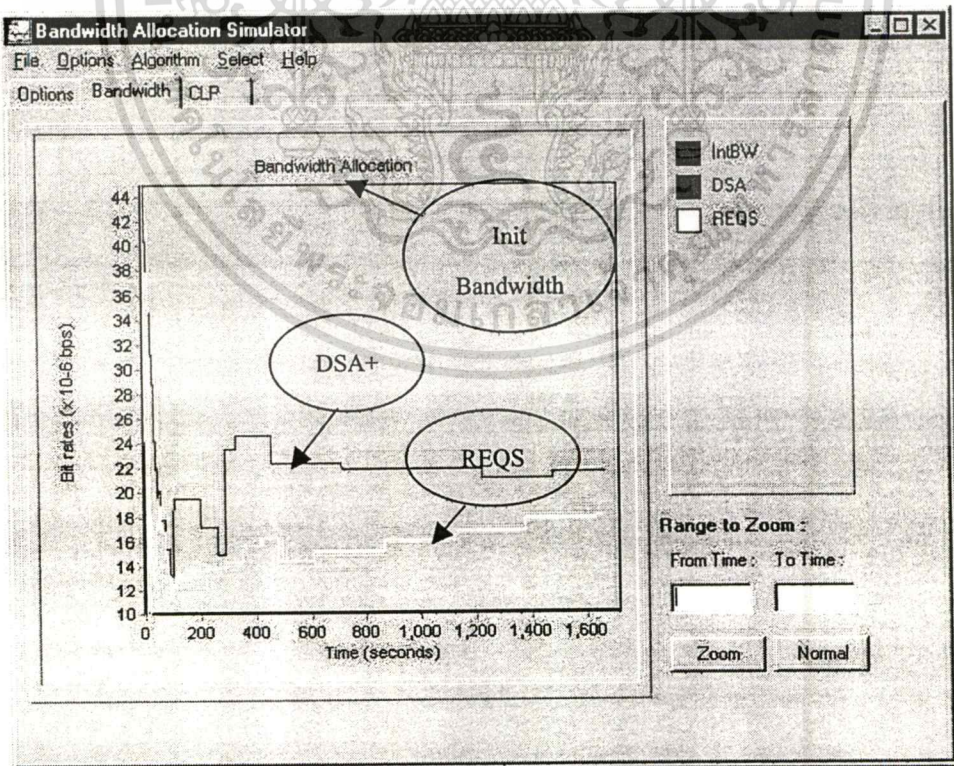 Bandwidth Allocation Simulator
File Options Algorithm Select Help
Options Bandwidth CLP
Bandwidth Allocation
Init
Bandwidth
DSA+
REQS
IntBW
DSA
REQS
Bit rates (x 10-6 bps)
44
42
40
38
36
34
32
30
28
26
24
22
20
18
16
14
12
10
0 200 400 600 800 1,000 1,200 1,400 1,600
Time (seconds)
Range to Zoom :
From Time : To Time :
Zoom Normal